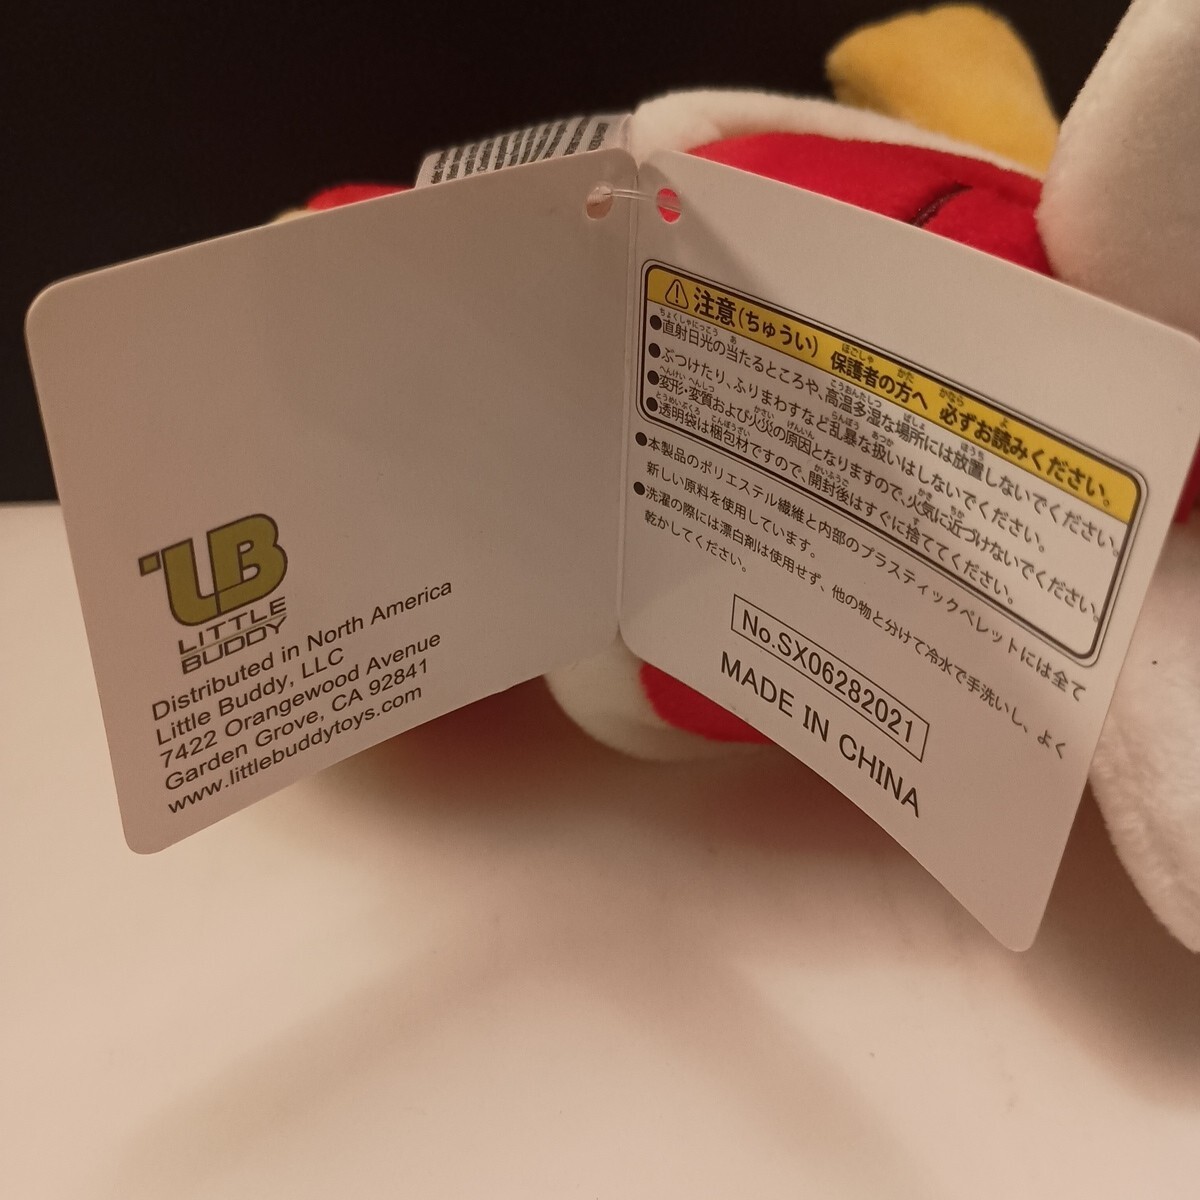 LB
LITTLE
BUDDY
Distributed in North America
Little Buddy, LLC
7422 Orangewood Avenue
Garden Grove, CA 92841
www.littlebuddytoys.com
注意(ちゅうい) 保護者の方へ 必ずお読みください。
●直射日光の当たるところや、高温多湿な場所には放置しないでください。
●ぶつけたり、ふりまわすなど乱暴な扱いはしないでください。
●変形・変質および火災の原因となりますので、火気に近づけないでください。
●透明袋は梱包材ですので、開封後はすぐに捨ててください。
●本製品のポリエステル繊維と内部のプラスティックペレットには全て
新しい原料を使用しています。
●洗濯の際には漂白剤は使用せず、他の物と分けて冷水で手洗いし、よく
乾かしてください。
No.SX06282021
MADE IN CHINA